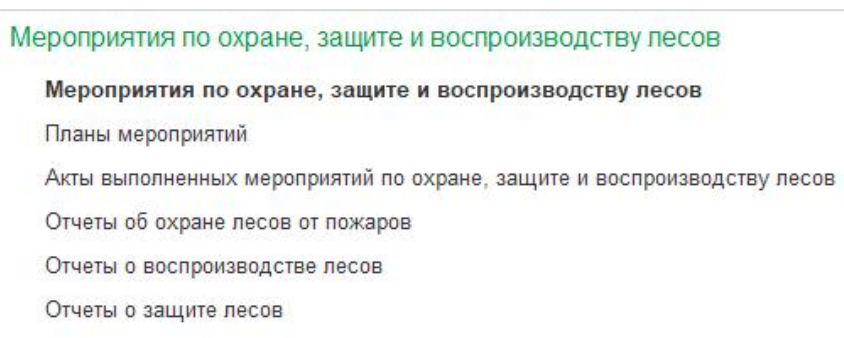 Мероприятия по охране, защите и воспроизводству лесов
Мероприятия по охране, защите и воспроизводству лесов
Планы мероприятий
Акты выполненных мероприятий по охране, защите и воспроизводству лесов
Отчеты об охране лесов от пожаров
Отчеты о воспроизводстве лесов
Отчеты о защите лесов